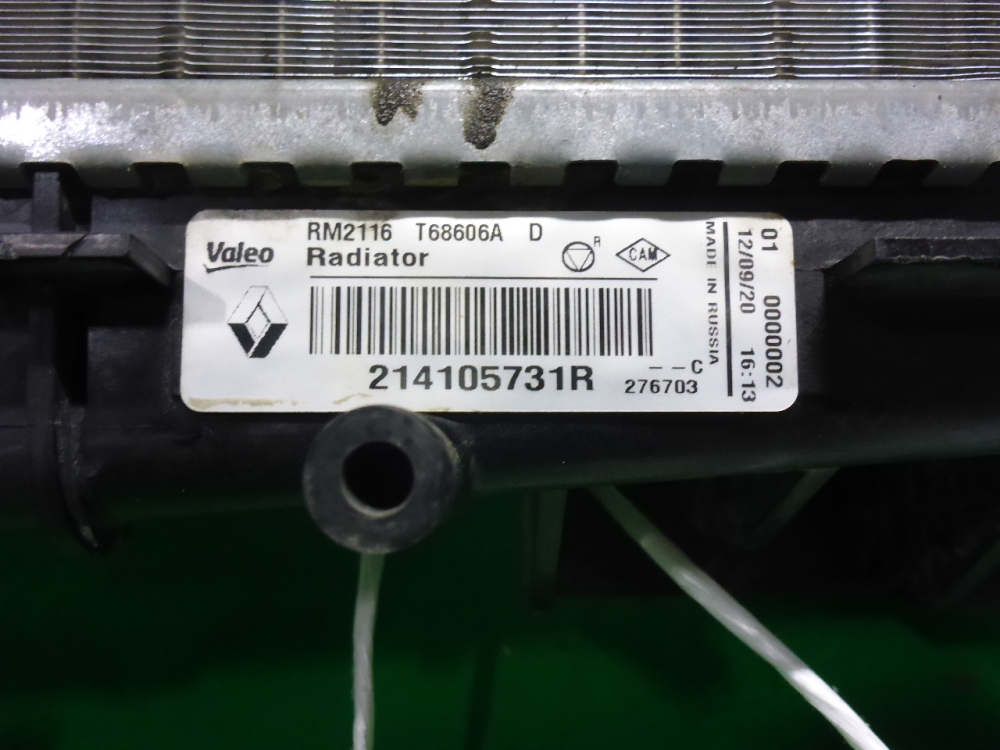 Valeo
RM2116 T68606A D
Radiator
R
CAM
214105731R
--C
276703
MADE IN RUSSIA
01 0000002
12/09/20 16:13